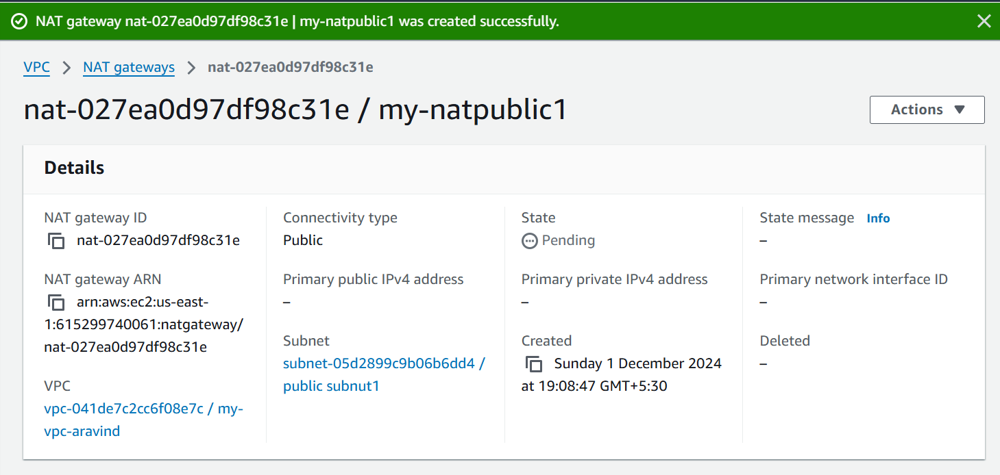 NAT gateway nat-027ea0d97df98c31e | my-natpublic1 was created successfully.
VPC > NAT gateways > nat-027ea0d97df98c31e
nat-027ea0d97df98c31e / my-natpublic1
Actions
Details
NAT gateway ID
nat-027ea0d97df98c31e
NAT gateway ARN
arn:aws:ec2:us-east-
1:615299740061:natgateway/
nat-027ea0d97df98c31e
VPC
vpc-041de7c2cc6f08e7c / my-
vpc-aravind
Connectivity type
Public
Primary public IPv4 address
–
Subnet
subnet-05d2899c9b06b6dd4 /
public subnut1
State
Pending
Primary private IPv4 address
–
Created
Sunday 1 December 2024
at 19:08:47 GMT+5:30
State message Info
–
Primary network interface ID
–
Deleted
–